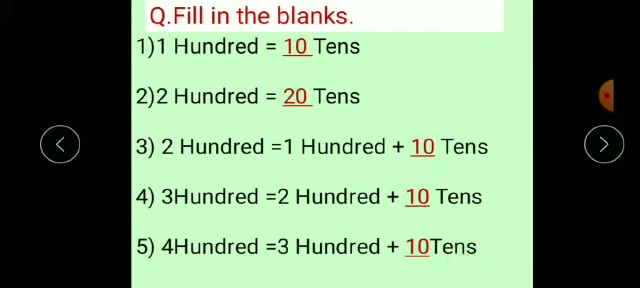 Q.Fill in the blanks.
1)1 Hundred = 10 Tens
2)2 Hundred = 20 Tens
3) 2 Hundred =1 Hundred + 10 Tens
4) 3Hundred =2 Hundred + 10 Tens
5) 4Hundred =3 Hundred + 10Tens